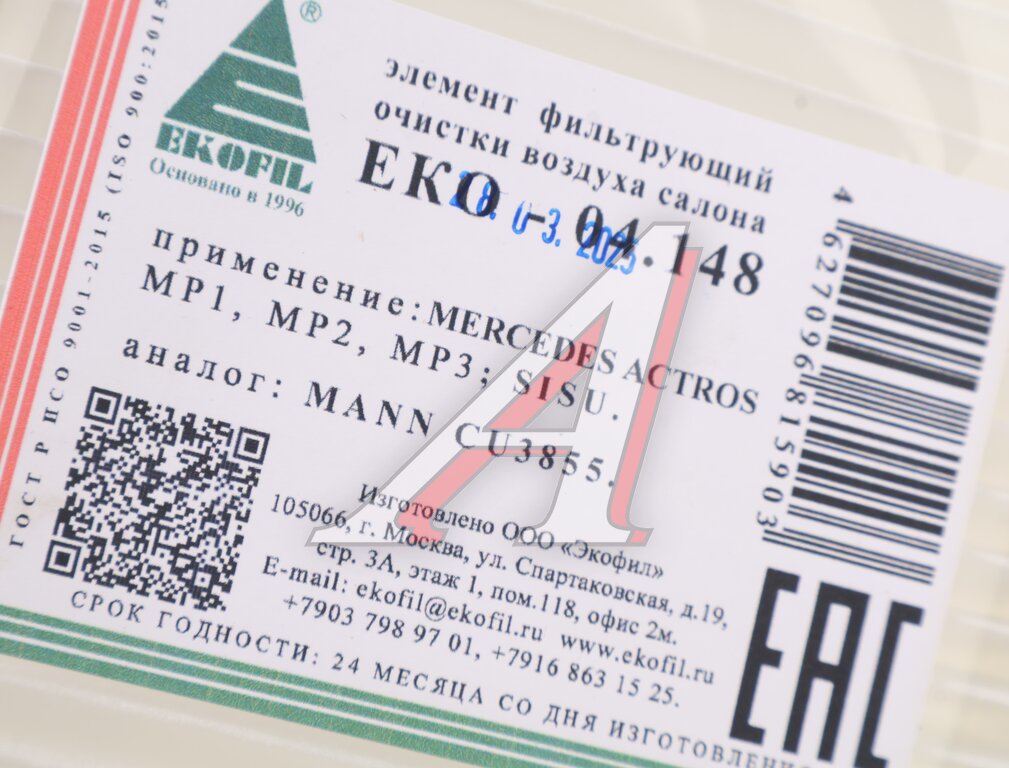 ®
EKOFIL
Основано в 1996
элемент фильтрующий
очистки воздуха салона
ЕКО - 04.148
28. 03. 2025
применение: MERCEDES ACTROS
MP1, MP2, MP3; SISU.
аналог: MANN CU3855.
Изготовлено ООО «Экофил»
105066, г. Москва, ул. Спартаковская, д.19,
стр. 3А, этаж 1, пом.118, офис 2м.
E-mail: ekofil@ekofil.ru www.ekofil.ru
+7903 798 97 01, +7916 863 15 25.
СРОК ГОДНОСТИ: 24 МЕСЯЦА СО ДНЯ ИЗГОТОВЛЕНИ
ГОСТ Р ИСО 9001-2015 (ISO 900:2015
4 627096 815903
EAC